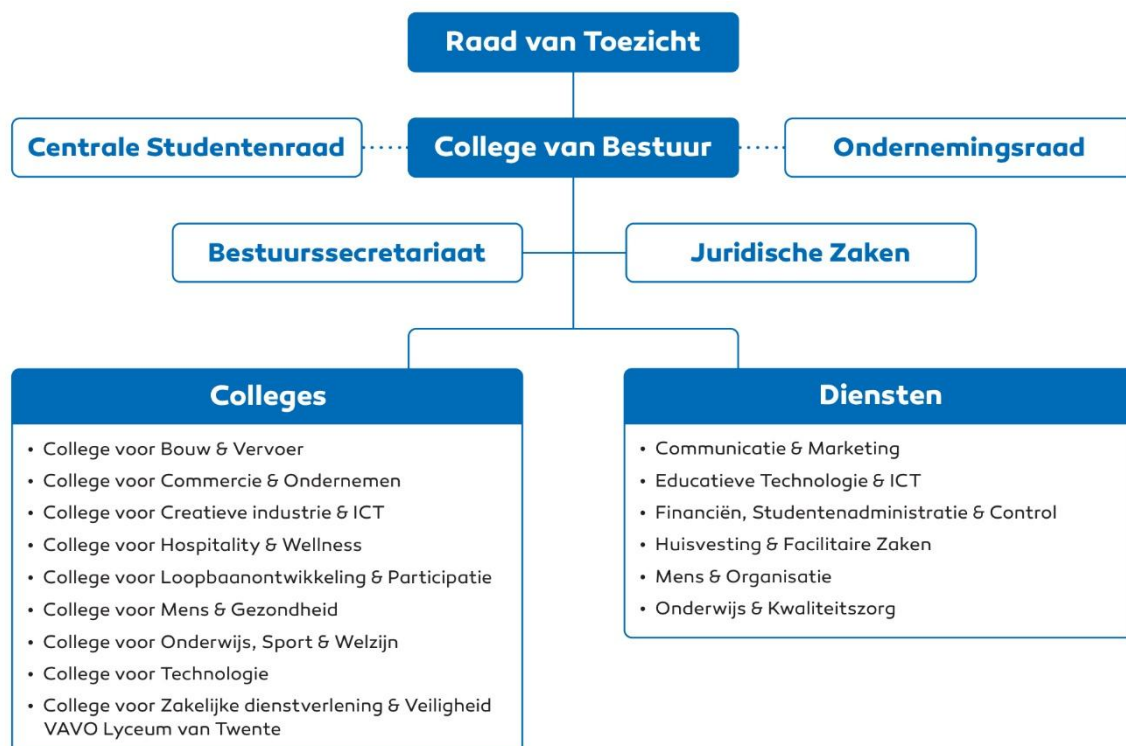 Raad van Toezicht
Centrale Studentenraad
College van Bestuur
Ondernemingsraad
Bestuurssecretariaat
Juridische Zaken
Colleges
• College voor Bouw & Vervoer
• College voor Commercie & Ondernemen
• College voor Creatieve industrie & ICT
• College voor Hospitality & Wellness
• College voor Loopbaanontwikkeling & Participatie
• College voor Mens & Gezondheid
• College voor Onderwijs, Sport & Welzijn
• College voor Technologie
• College voor Zakelijke dienstverlening & Veiligheid
VAVO Lyceum van Twente
Diensten
• Communicatie & Marketing
• Educatieve Technologie & ICT
• Financiën, Studentenadministratie & Control
• Huisvesting & Facilitaire Zaken
• Mens & Organisatie
• Onderwijs & Kwaliteitszorg